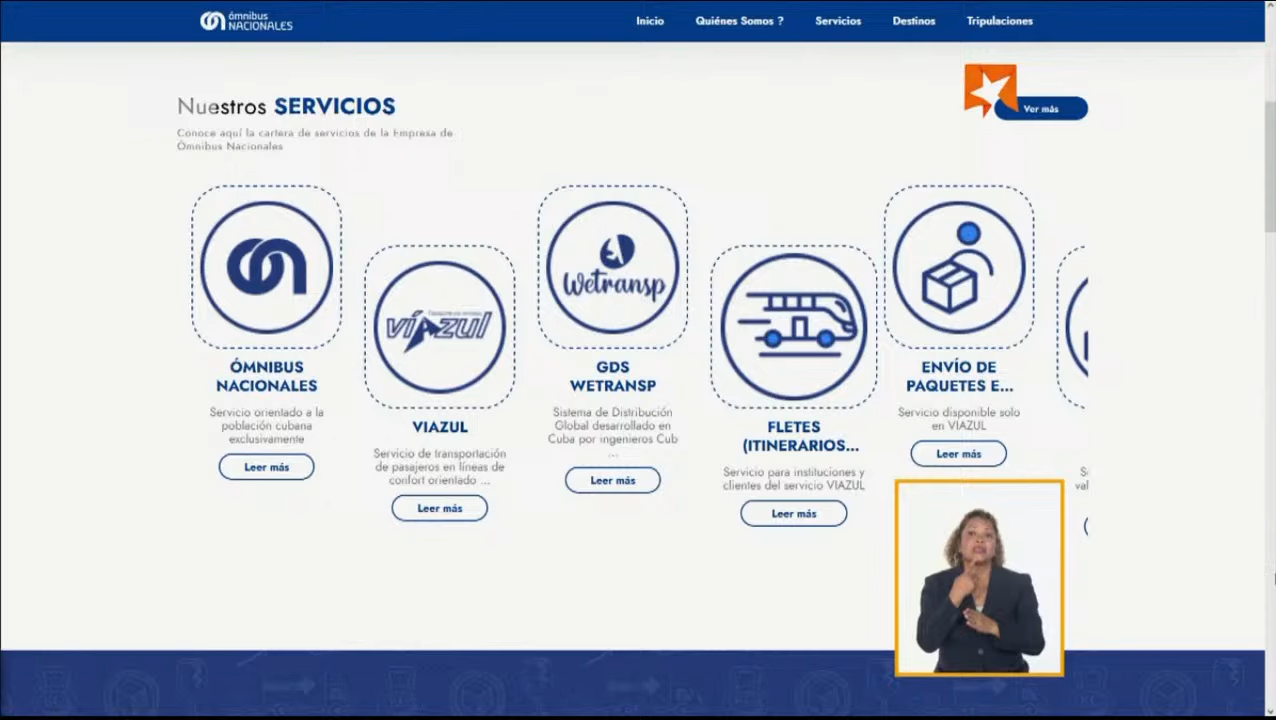 ómnibus
NACIONALES
Inicio
Quiénes Somos ?
Servicios
Destinos
Tripulaciones
Nuestros SERVICIOS
Ver más
Conoce aquí la cartera de servicios de la Empresa de
Ómnibus Nacionales
ÓMNIBUS
NACIONALES
Servicio orientado a la
población cubana
exclusivamente
Leer más
víAzul
VIAZUL
Servicio de transportación
de pasajeros en líneas de
confort orientado ...
Leer más
Wetransp
GDS
WETRANSP
Sistema de Distribución
Global desarrollado en
Cuba por ingenieros Cub
...
Leer más
FLETES
(ITINERARIOS...
Servicio para instituciones y
clientes del servicio VIAZUL
Leer más
ENVÍO DE
PAQUETES E...
Servicio disponible solo
en VIAZUL
Leer más